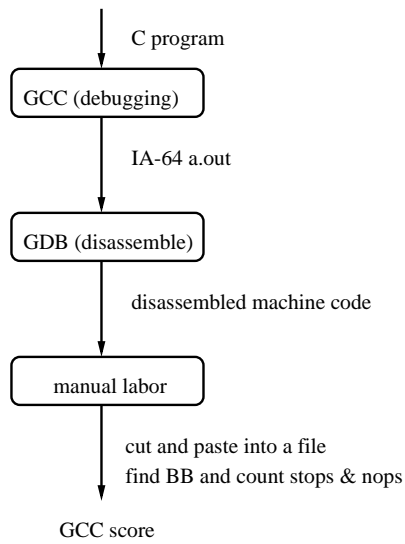 C program
GCC (debugging)
IA-64 a.out
GDB (disassemble)
disassembled machine code
manual labor
cut and paste into a file
find BB and count stops & nops
GCC score